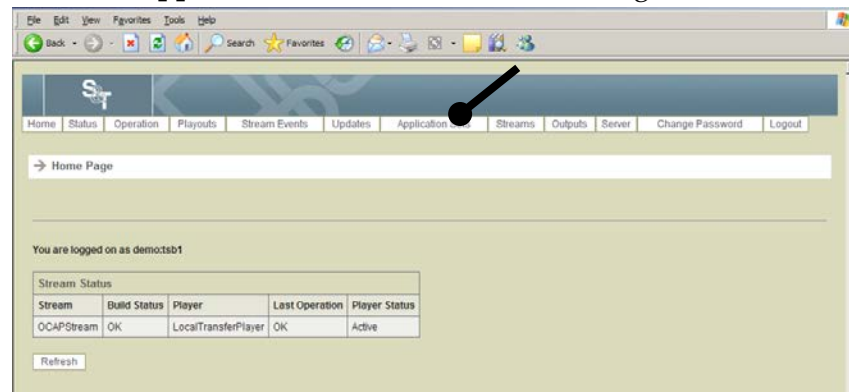 File Edit View Favorites Tools Help
Back Search Favorites
S&T
Home Status Operation Playouts Stream Events Updates Application Streams Outputs Server Change Password Logout
→ Home Page
You are logged on as demo:tsb1
Stream Status
Stream Build Status Player Last Operation Player Status
OCAPStream OK LocalTransferPlayer OK Active
Refresh